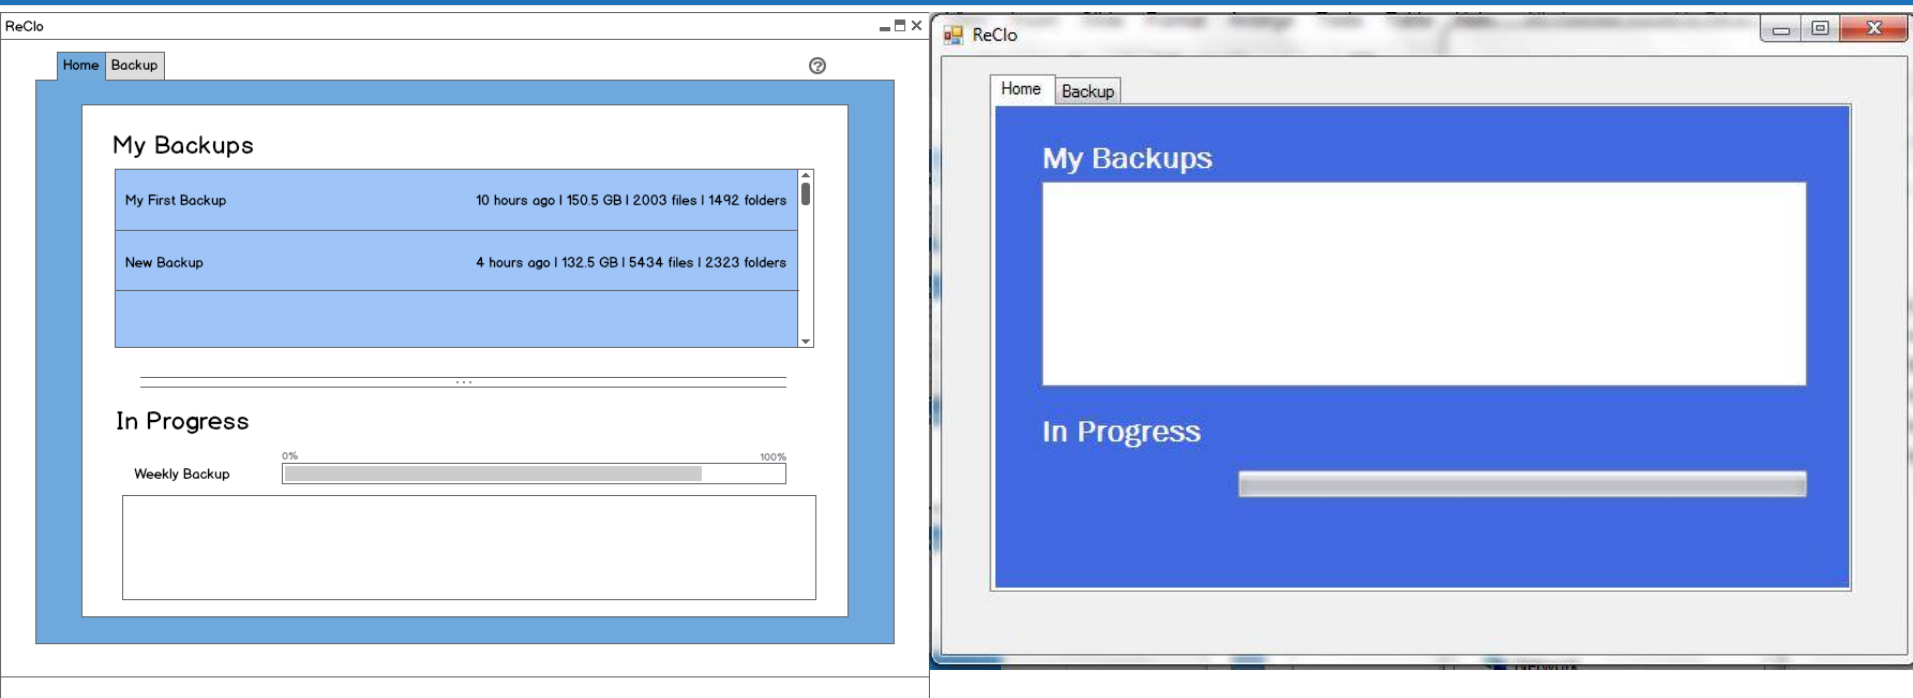 ReClo
Home Backup
My Backups
My First Backup 10 hours ago | 150.5 GB | 2003 files | 1492 folders
New Backup 4 hours ago | 132.5 GB | 5434 files | 2323 folders
In Progress
0% 100%
Weekly Backup
ReClo
Home Backup
My Backups
In Progress